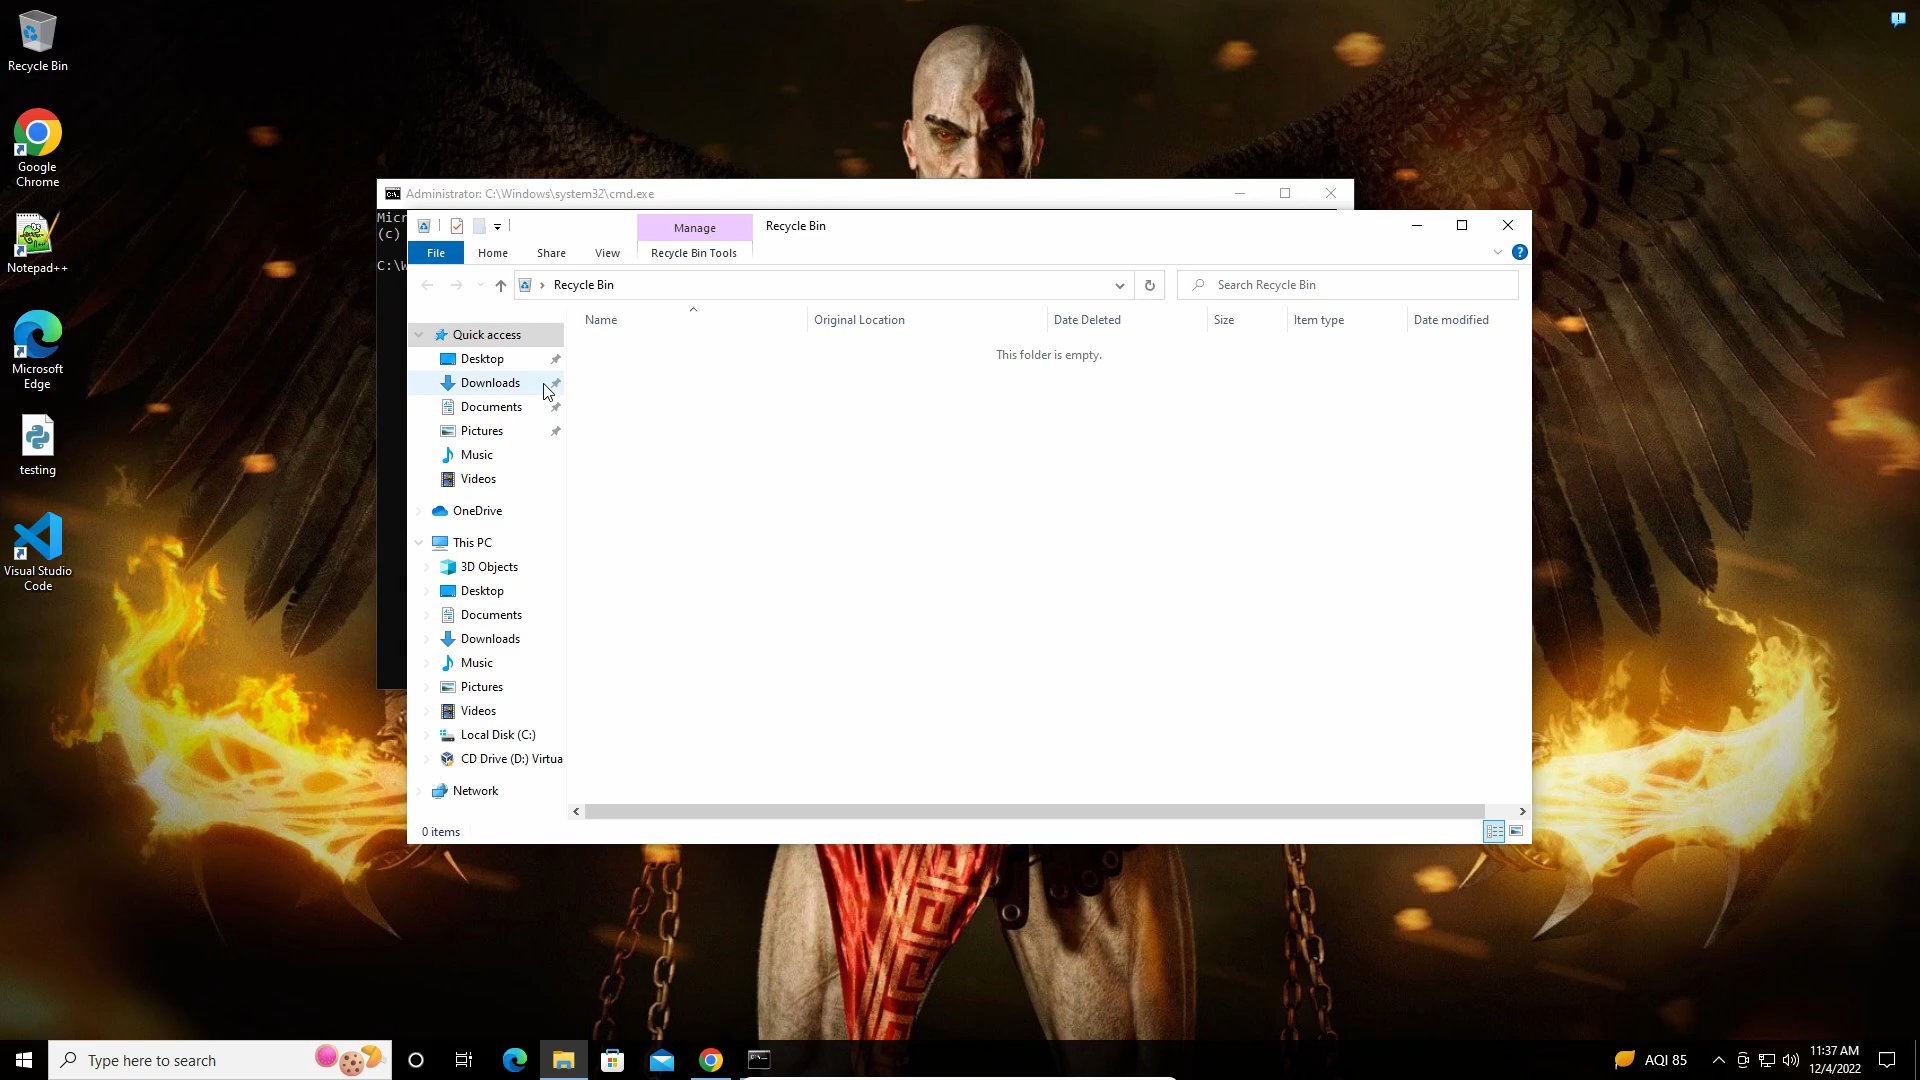 Recycle Bin
Google
Chrome
Notepad++
Microsoft
Edge
testing
Visual Studio
Code
Administrator: C:\Windows\system32\cmd.exe
Micr
(c)
C:\W
Manage
Recycle Bin
File
Home
Share
View
Recycle Bin Tools
Recycle Bin
Search Recycle Bin
Name
Original Location
Date Deleted
Size
Item type
Date modified
This folder is empty.
Quick access
Desktop
Downloads
Documents
Pictures
Music
Videos
OneDrive
This PC
3D Objects
Desktop
Documents
Downloads
Music
Pictures
Videos
Local Disk (C:)
CD Drive (D:) Virtua
Network
0 items
Type here to search
AQI 85
11:37 AM
12/4/2022